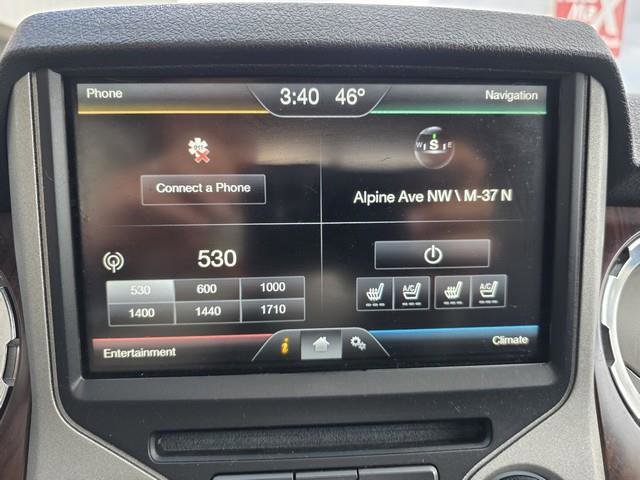 Phone
3:40 46°
Navigation
Connect a Phone
W S E
Alpine Ave NW \ M-37 N
530
530 600 1000
1400 1440 1710
A/C A/C
Entertainment
i
Climate